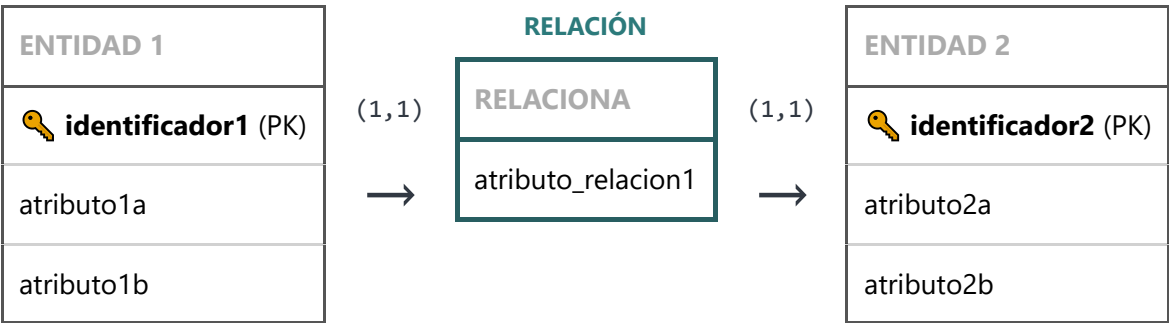 ENTIDAD 1
identificador1 (PK)
atributo1a
atributo1b
(1,1)
→
RELACIÓN
RELACIONA
atributo_relacion1
(1,1)
→
ENTIDAD 2
identificador2 (PK)
atributo2a
atributo2b